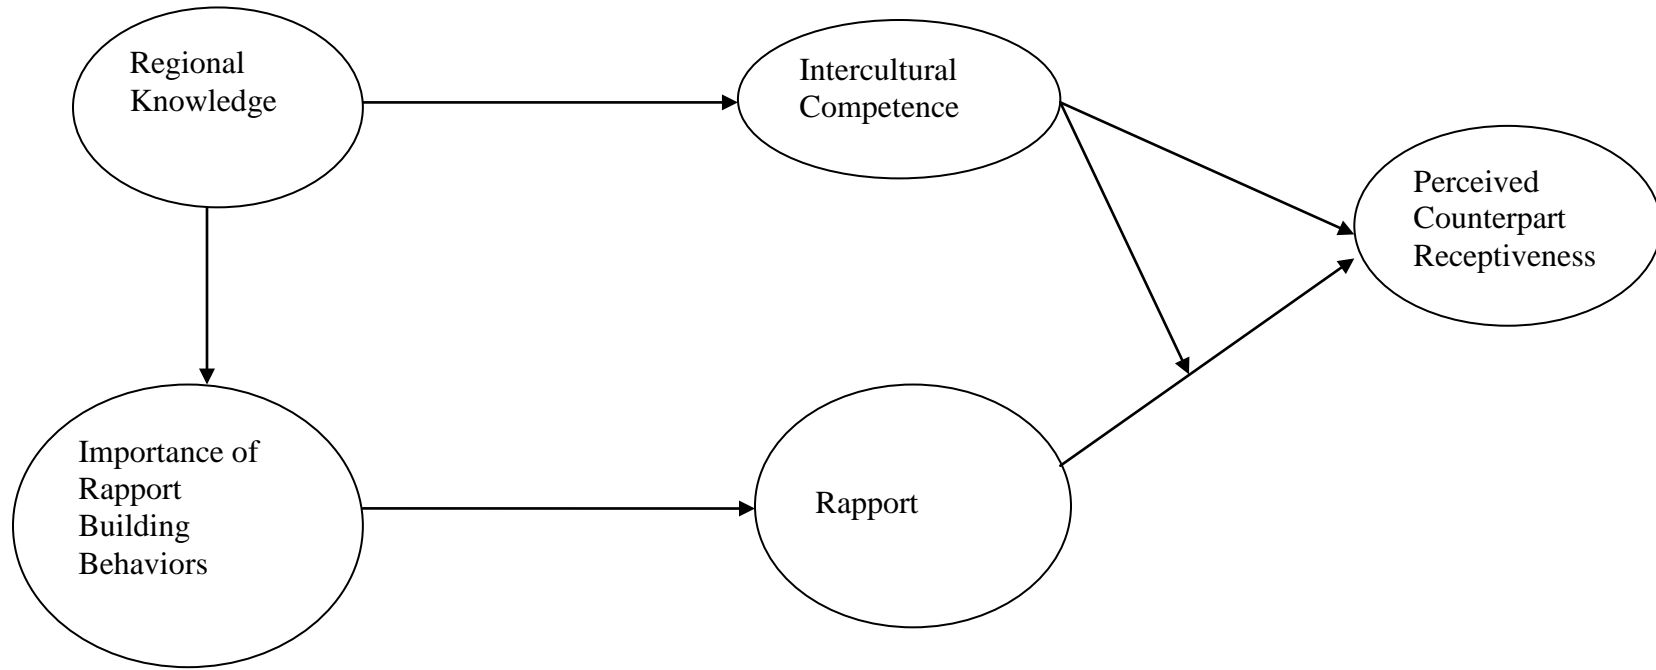 Regional
Knowledge
Intercultural
Competence
Perceived
Counterpart
Receptiveness
Importance of
Rapport
Building
Behaviors
Rapport